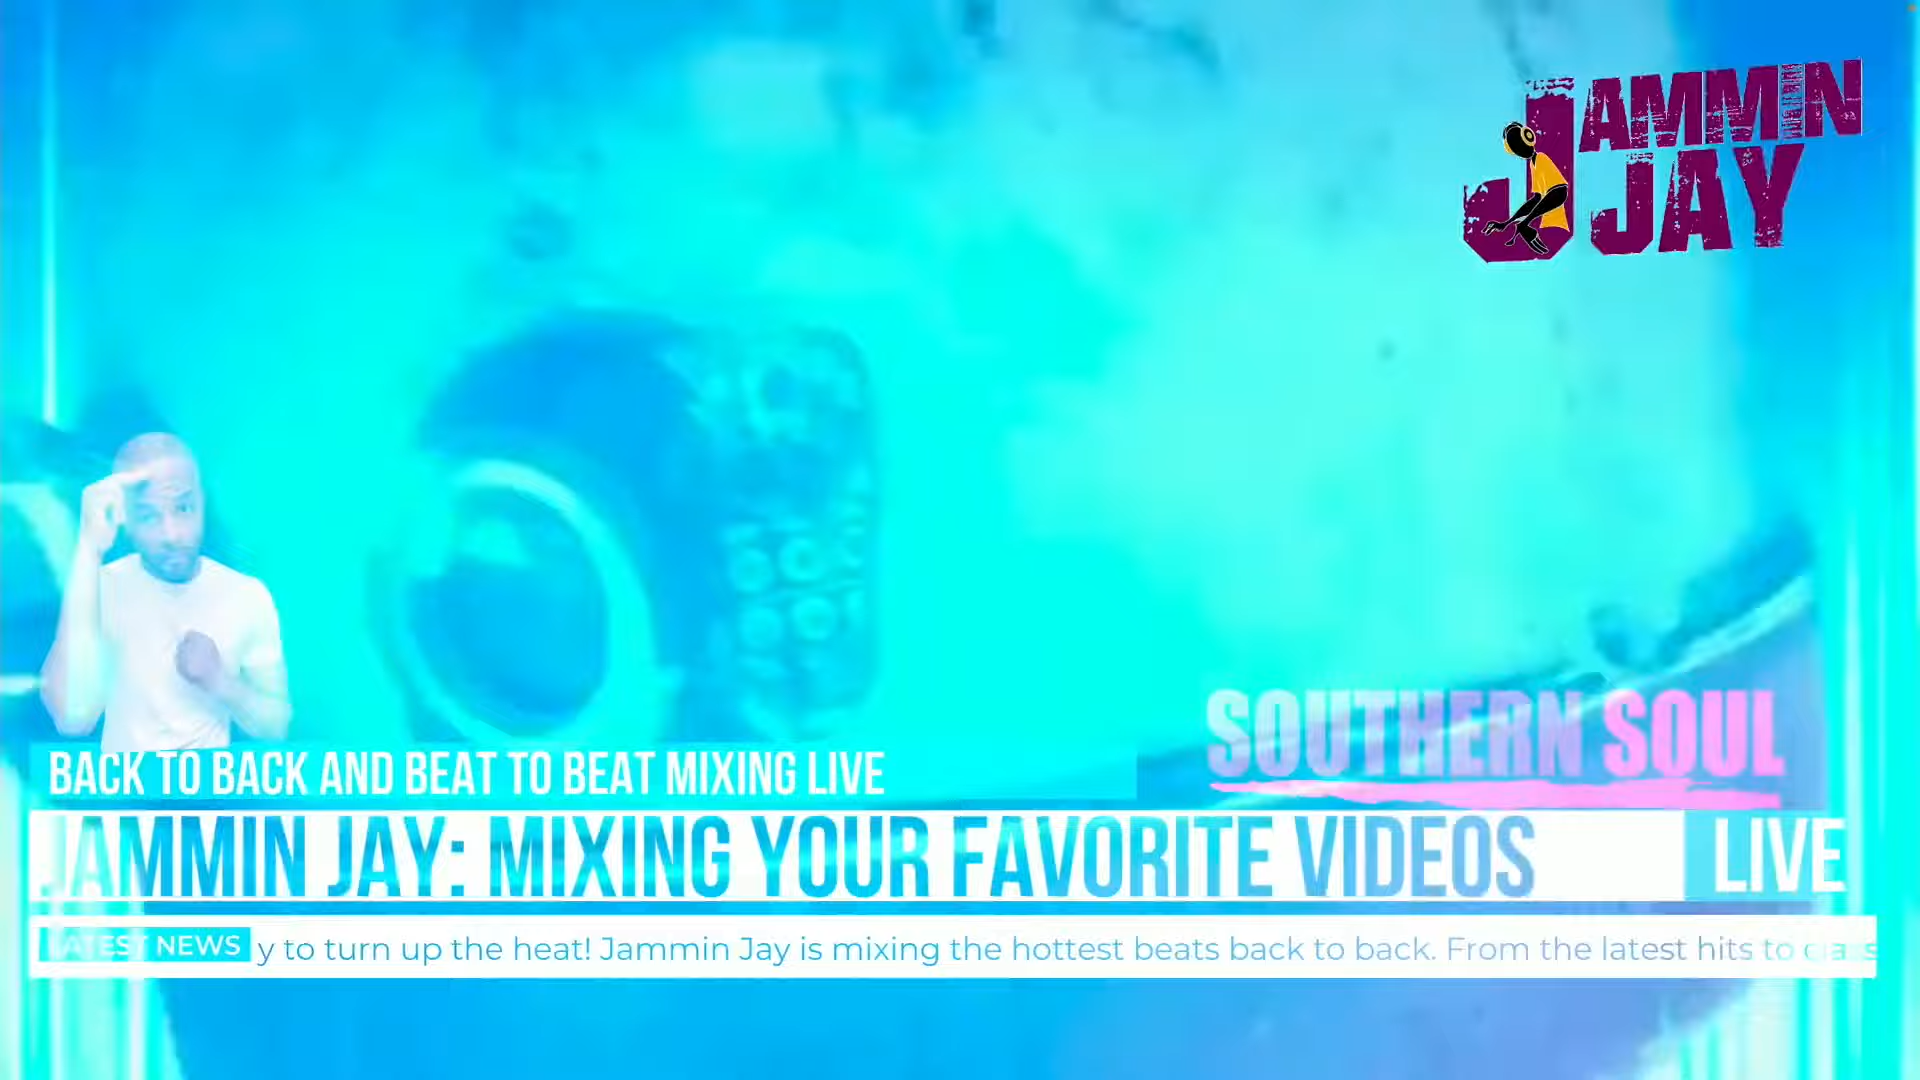 JAMMIN
JAY
SOUTHERN SOUL
BACK TO BACK AND BEAT TO BEAT MIXING LIVE
JAMMIN JAY: MIXING YOUR FAVORITE VIDEOS
LIVE
LATEST NEWS y to turn up the heat! Jammin Jay is mixing the hottest beats back to back. From the latest hits to class